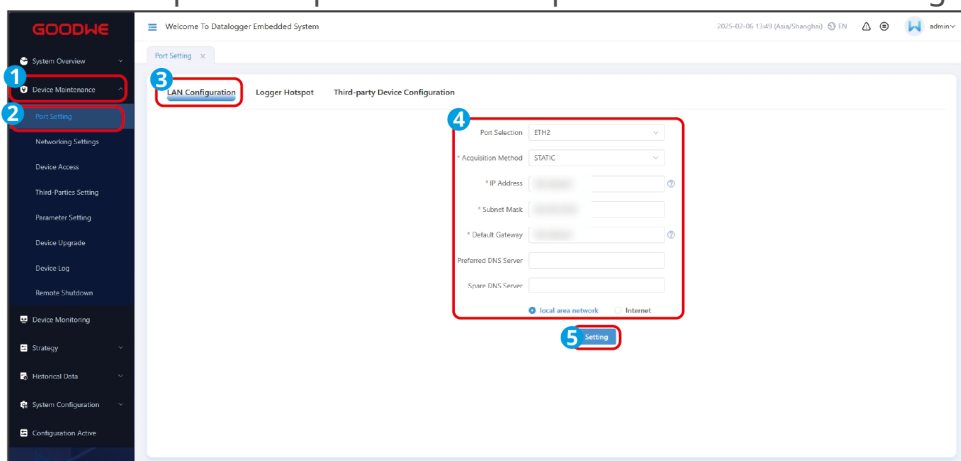 GOODWE
Welcome To Datalogger Embedded System
2025-02-06 13:49 (Asia/Shanghai) EN
admin
System Overview
Port Setting ×
1
Device Maintenance
3
LAN Configuration Logger Hotspot Third-party Device Configuration
2
Port Setting
4
Port Selection ETH2
Networking Settings
* Acquisition Method STATIC
Device Access
* IP Address
Third-Parties Setting
* Subnet Mask
Parameter Setting
* Default Gateway
Device Upgrade
Preferred DNS Server
Device Log
Spare DNS Server
Remote Shutdown
local area network Internet
Device Monitoring
5
Setting
Strategy
Historical Data
System Configuration
Configuration Active